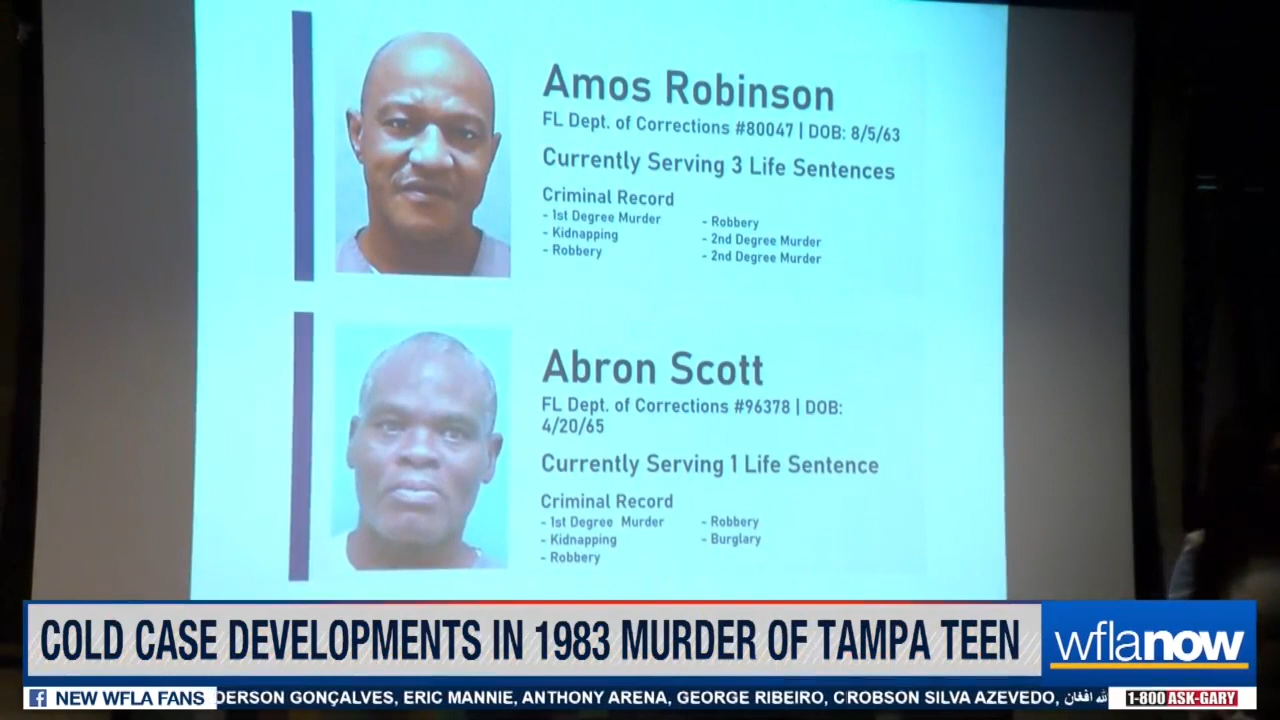 Amos Robinson
FL Dept. of Corrections #80047 | DOB: 8/5/63
Currently Serving 3 Life Sentences
Criminal Record
- 1st Degree Murder
- Kidnapping
- Robbery
- Robbery
- 2nd Degree Murder
- 2nd Degree Murder
Abron Scott
FL Dept. of Corrections #96378 | DOB:
4/20/65
Currently Serving 1 Life Sentence
Criminal Record
- 1st Degree Murder
- Kidnapping
- Robbery
- Robbery
- Burglary
COLD CASE DEVELOPMENTS IN 1983 MURDER OF TAMPA TEEN
wflanow
NEW WFLA FANS
DERSON GONÇALVES, ERIC MANNIE, ANTHONY ARENA, GEORGE RIBEIRO, CROBSON SILVA AZEVEDO, الله افغان
1-800 ASK-GARY